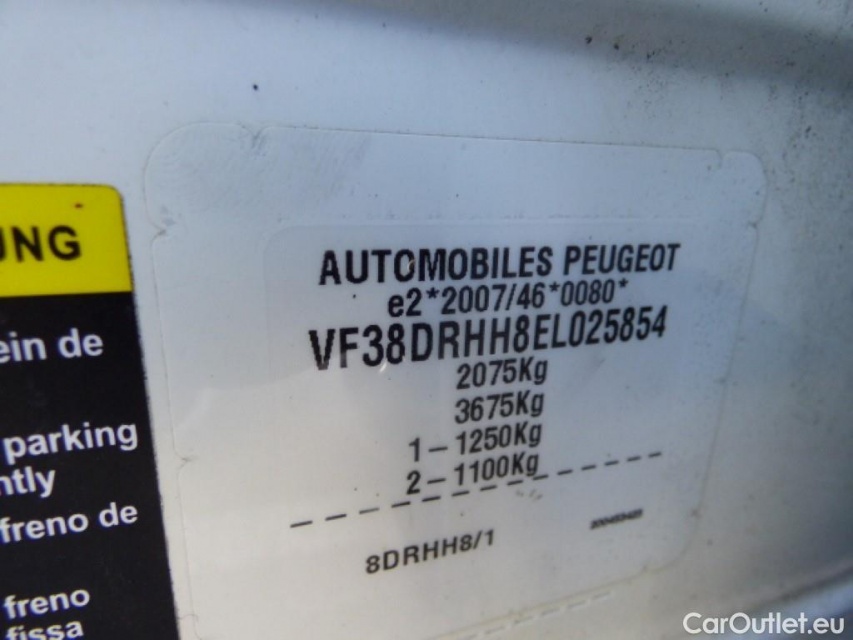 UNG
ein de
parking
ntly
freno de
freno
fissa
AUTOMOBILES PEUGEOT
e2*2007/46*0080*
VF38DRHH8EL025854
2075Kg
3675Kg
1-1250Kg
2-1100Kg
8DRHH8/1
CarOutlet.eu